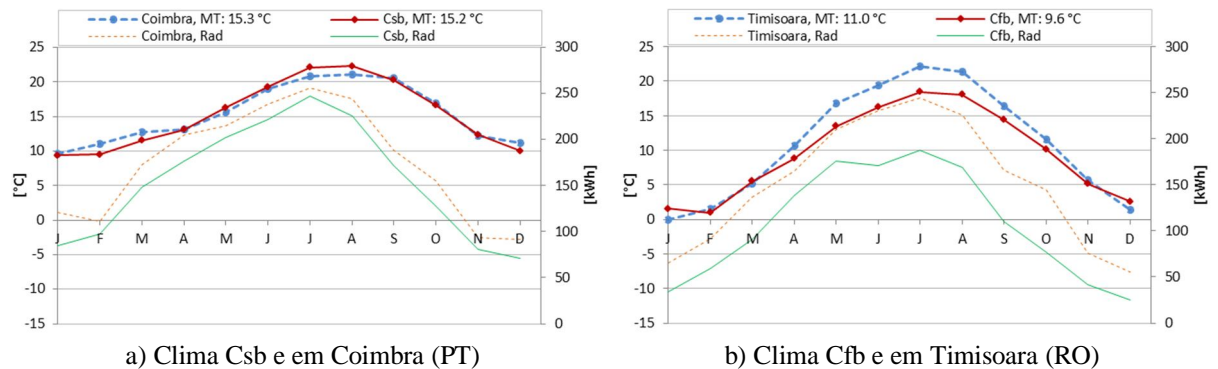 Coimbra, MT: 15.3 °C Csb, MT: 15.2 °C
Coimbra, Rad Csb, Rad
25 300
20 250
15 200
10
5 150
0
-5 100
-10 50
-15 0
[°C]
[kWh]
J F M A M J J A S O N D
a) Clima Csb e em Coimbra (PT)
Timisoara, MT: 11.0 °C Cfb, MT: 9.6 °C
Timisoara, Rad Cfb, Rad
25 300
20 250
15 200
10
5 150
0
-5 100
-10 50
-15 0
[°C]
[kWh]
J F M A M J J A S O N D
b) Clima Cfb e em Timisoara (RO)